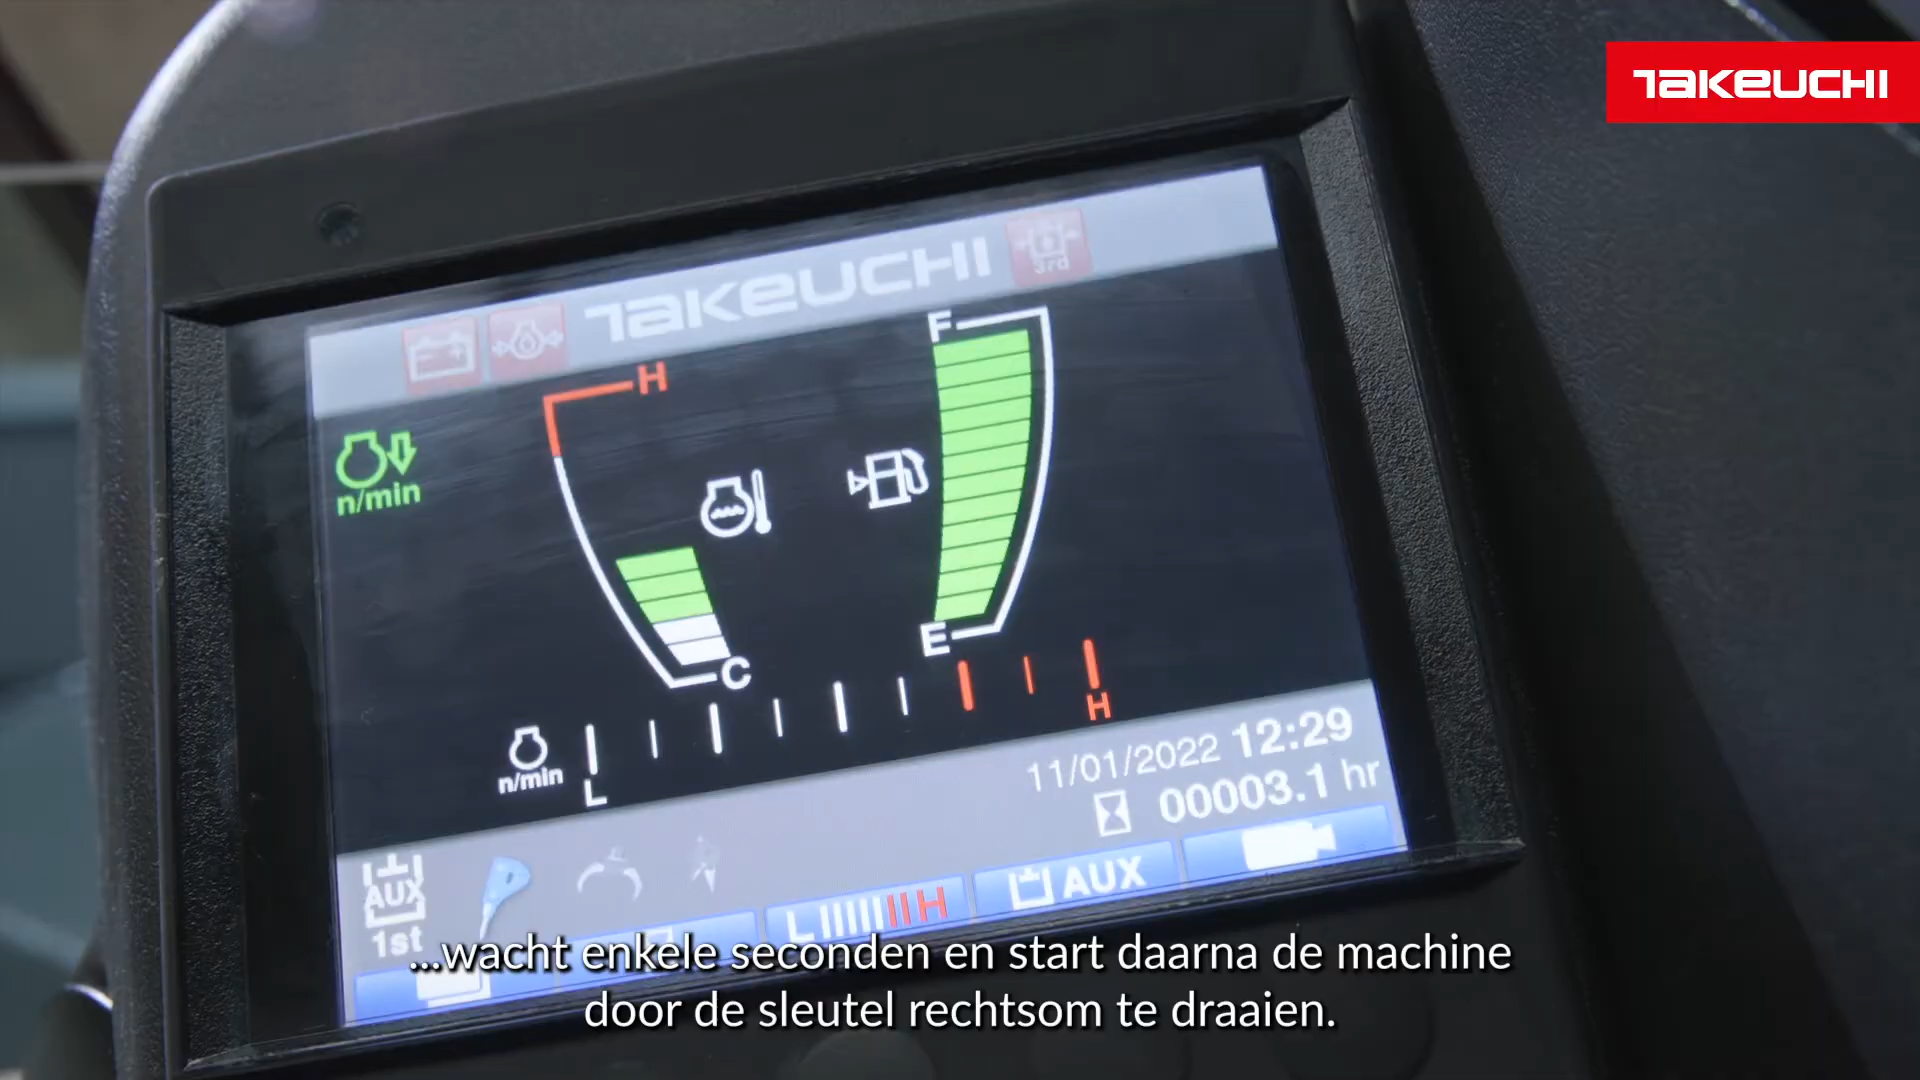 TAKEUCHI
TAKEUCHI
3rd
H
F
n/min
E
C
n/min
L
H
11/01/2022 12:29
00003.1 hr
AUX
1st
L H
AUX
...wacht enkele seconden en start daarna de machine
door de sleutel rechtsom te draaien.